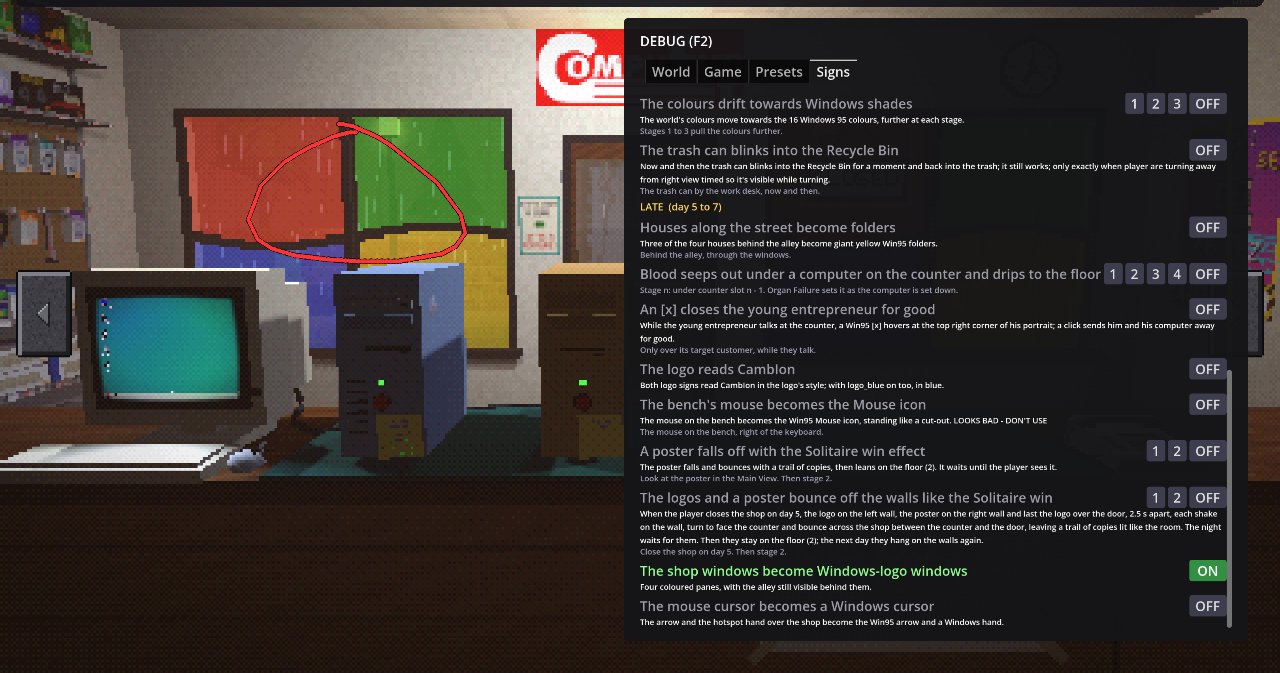 COM
DEBUG (F2)
World Game Presets Signs
The colours drift towards Windows shades 1 2 3 OFF
The world's colours move towards the 16 Windows 95 colours, further at each stage.
Stages 1 to 3 pull the colours further.
The trash can blinks into the Recycle Bin OFF
Now and then the trash can blinks into the Recycle Bin for a moment and back into the trash; it still works; only exactly when player are turning away
from right view timed so it's visible while turning.
The trash can by the work desk, now and then.
LATE (day 5 to 7)
Houses along the street become folders OFF
Three of the four houses behind the alley become giant yellow Win95 folders.
Behind the alley, through the windows.
Blood seeps out under a computer on the counter and drips to the floor 1 2 3 4 OFF
Stage n: under counter slot n - 1. Organ Failure sets it as the computer is set down.
An [x] closes the young entrepreneur for good OFF
While the young entrepreneur talks at the counter, a Win95 [x] hovers at the top right corner of his portrait; a click sends him and his computer away
for good.
Only over its target customer, while they talk.
The logo reads Camblon OFF
Both logo signs read Camblon in the logo's style; with logo_blue on too, in blue.
The bench's mouse becomes the Mouse icon OFF
The mouse on the bench becomes the Win95 Mouse icon, standing like a cut-out. LOOKS BAD - DON'T USE
The mouse on the bench, right of the keyboard.
A poster falls off with the Solitaire win effect 1 2 OFF
The poster falls and bounces with a trail of copies, then leans on the floor (2). It waits until the player sees it.
Look at the poster in the Main View. Then stage 2.
The logos and a poster bounce off the walls like the Solitaire win 1 2 OFF
When the player closes the shop on day 5, the logo on the left wall, the poster on the right wall and last the logo over the door, 2.5 s apart, each shake
on the wall, turn to face the counter and bounce across the shop between the counter and the door, leaving a trail of copies lit like the room. The night
waits for them. Then they stay on the floor (2); the next day they hang on the walls again.
Close the shop on day 5. Then stage 2.
The shop windows become Windows-logo windows ON
Four coloured panes, with the alley still visible behind them.
The mouse cursor becomes a Windows cursor OFF
The arrow and the hotspot hand over the shop become the Win95 arrow and a Windows hand.